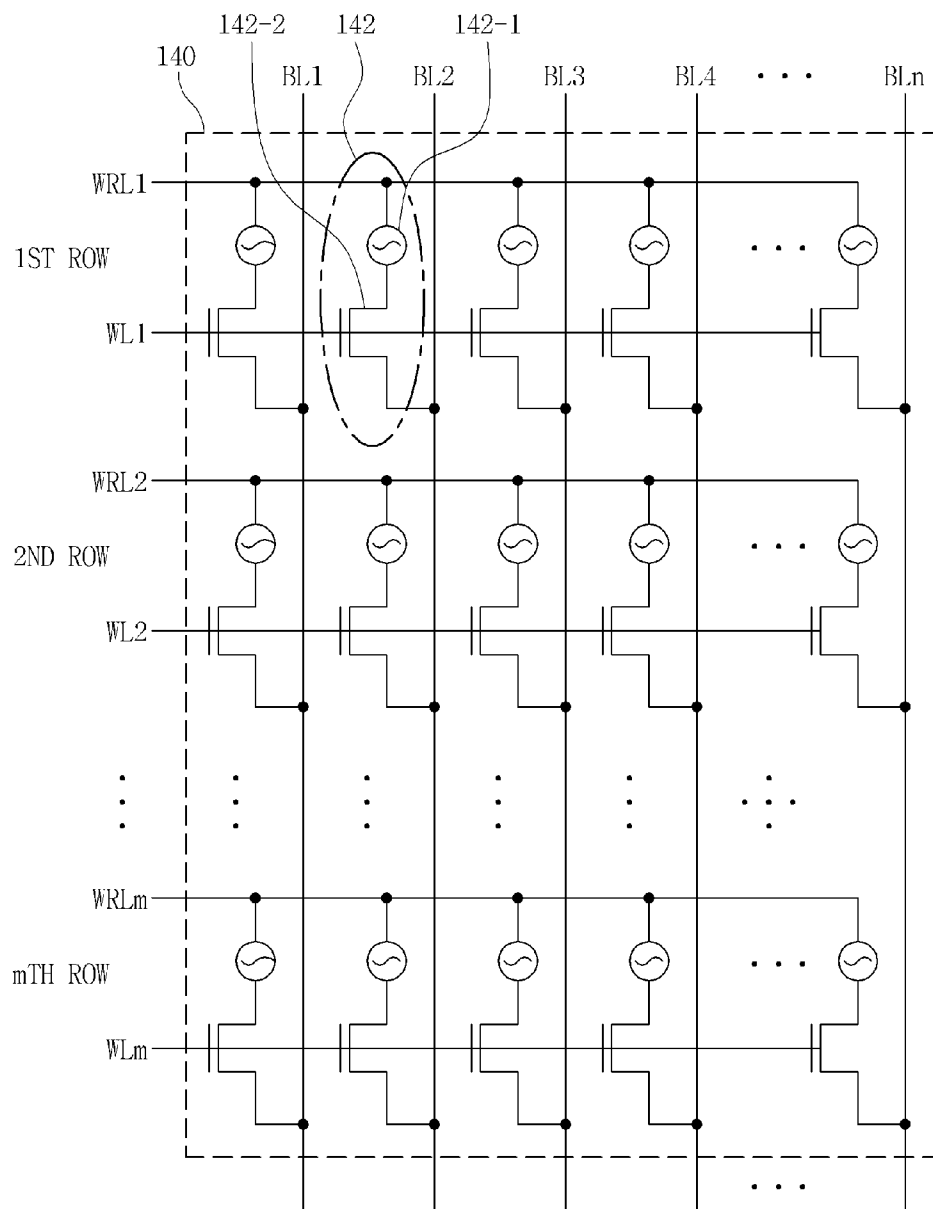 142-2 142 142-1
140
BL1 BL2 BL3 BL4 ... BLn
WRL1
1ST ROW
WL1
WRL2
2ND ROW
WL2
WRLm
mTH ROW
WLm